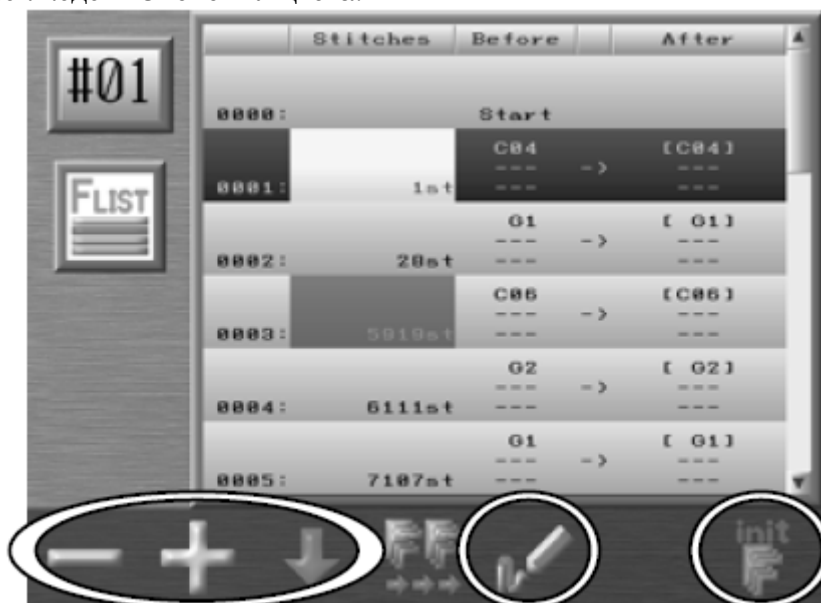 #01
FLIST
Stitches Before After
0000: Start
C04 [C04]
--- -> ---
0001: 1st --- ---
G1 [ G1]
--- -> ---
0002: 28st --- ---
C06 [C06]
--- -> ---
0003: 5919st --- ---
G2 [ G2]
--- -> ---
0004: 6111st --- ---
G1 [ G1]
--- -> ---
0005: 7107st --- ---
init
F